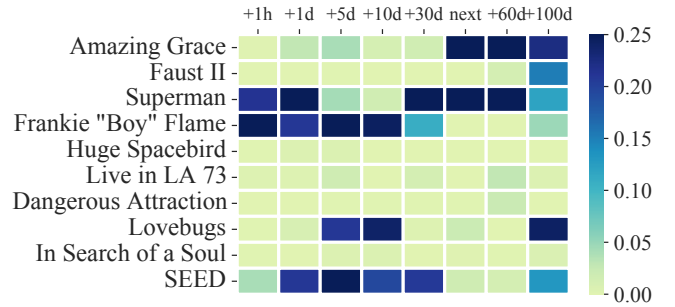 +1h +1d +5d +10d +30d next +60d +100d
Amazing Grace
Faust II
Superman
Frankie "Boy" Flame
Huge Spacebird
Live in LA 73
Dangerous Attraction
Lovebugs
In Search of a Soul
SEED
0.25
0.20
0.15
0.10
0.05
0.00